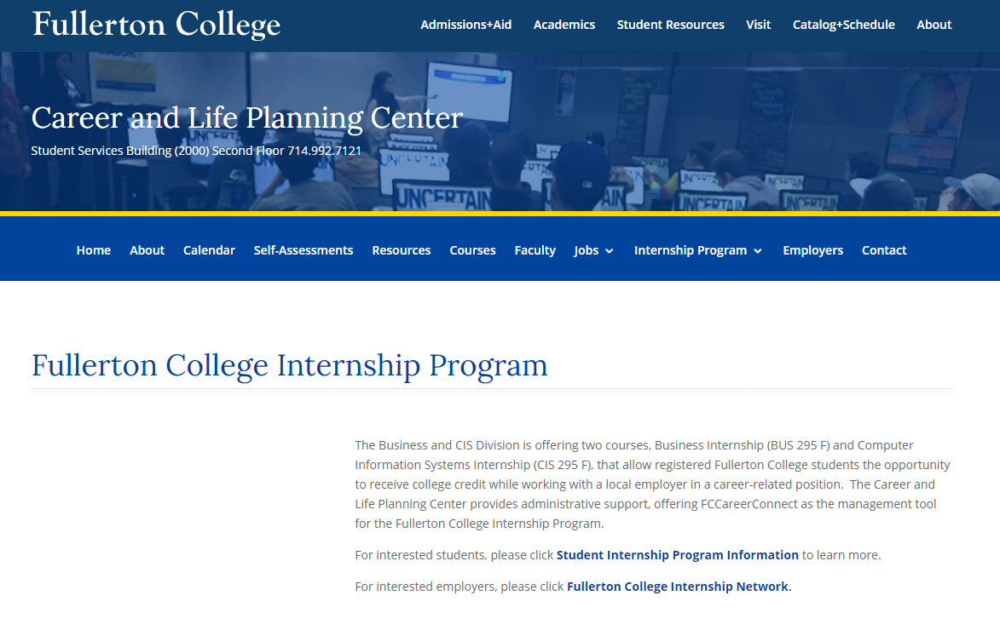 Fullerton College
Admissions+Aid Academics Student Resources Visit Catalog+Schedule About
Career and Life Planning Center
Student Services Building (2000) Second Floor 714.992.7121
UNCERTAIN
UNCERTAIN
UNCERTAIN
UNCERTAIN
UNCERTAIN
UNCERTAIN
Home About Calendar Self-Assessments Resources Courses Faculty Jobs Internship Program Employers Contact
Fullerton College Internship Program
The Business and CIS Division is offering two courses, Business Internship (BUS 295 F) and Computer
Information Systems Internship (CIS 295 F), that allow registered Fullerton College students the opportunity
to receive college credit while working with a local employer in a career-related position.  The Career and
Life Planning Center provides administrative support, offering FCCareerConnect as the management tool
for the Fullerton College Internship Program.
For interested students, please click Student Internship Program Information to learn more.
For interested employers, please click Fullerton College Internship Network.